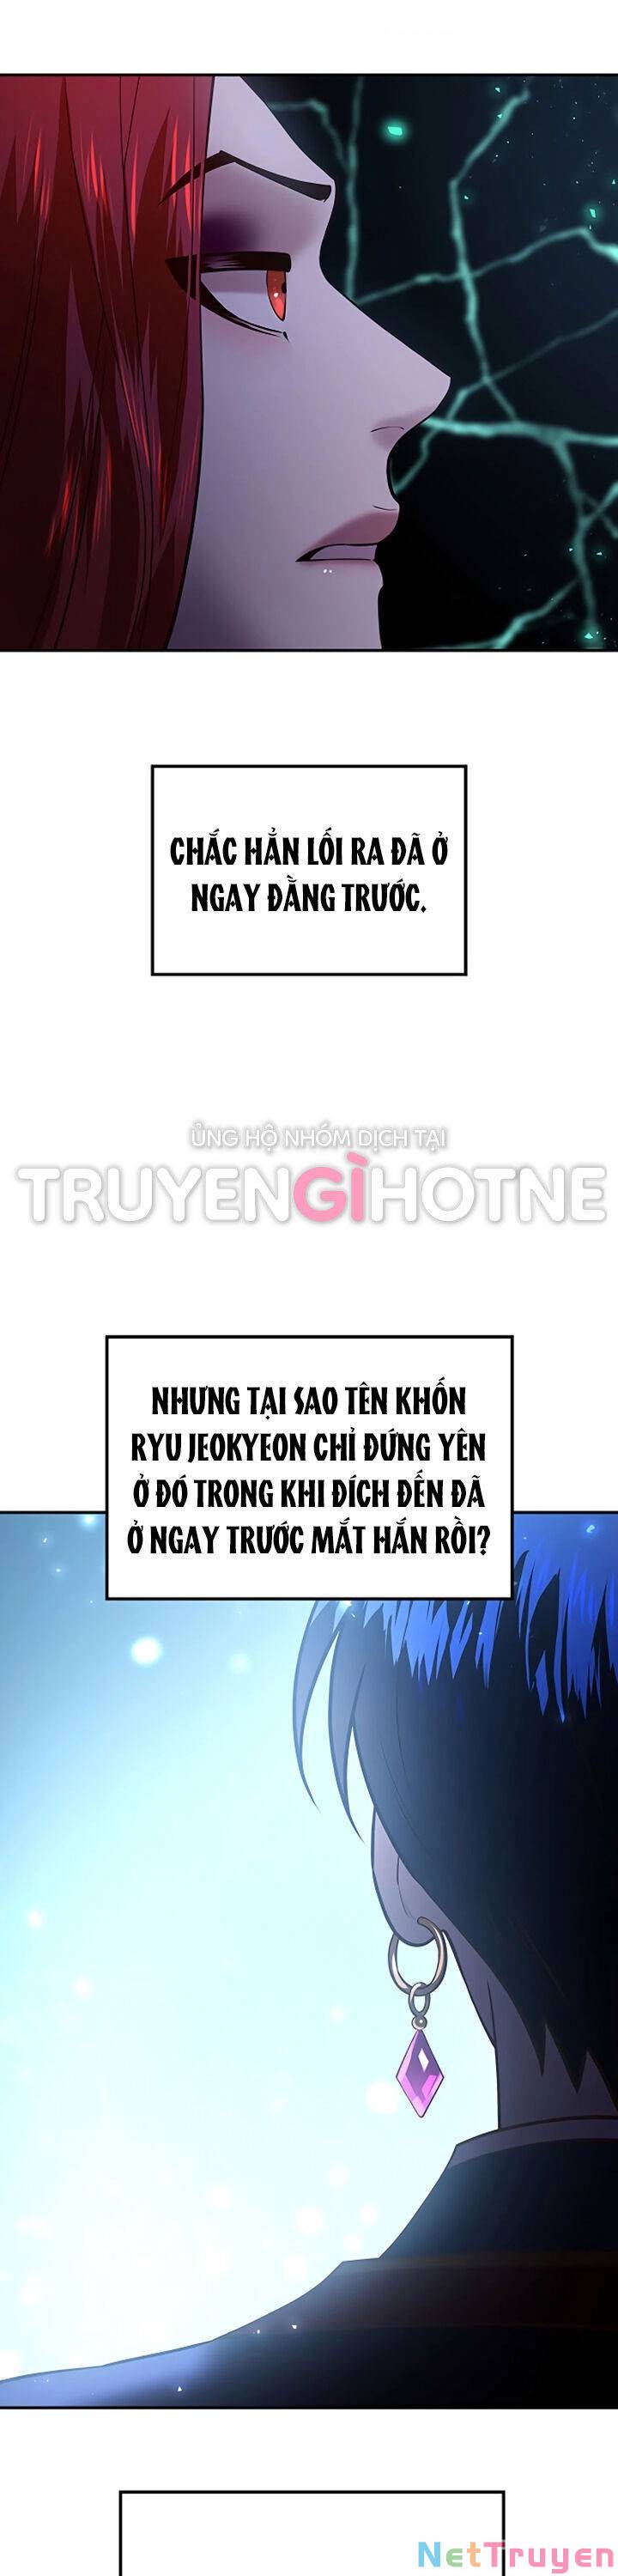 CHẮC HẲN LỐI RA ĐÃ Ở
NGAY ĐẰNG TRƯỚC.
ỦNG HỘ NHÓM DỊCH TẠI
TRUYENGÌHOTNE
NHƯNG TẠI SAO TÊN KHỐN
RYU JEOKYEON CHỈ ĐỨNG YÊN
Ở ĐÓ TRONG KHI ĐÍCH ĐẾN ĐÃ
Ở NGAY TRƯỚC MẮT HẮN RỒI?
NetTruyen